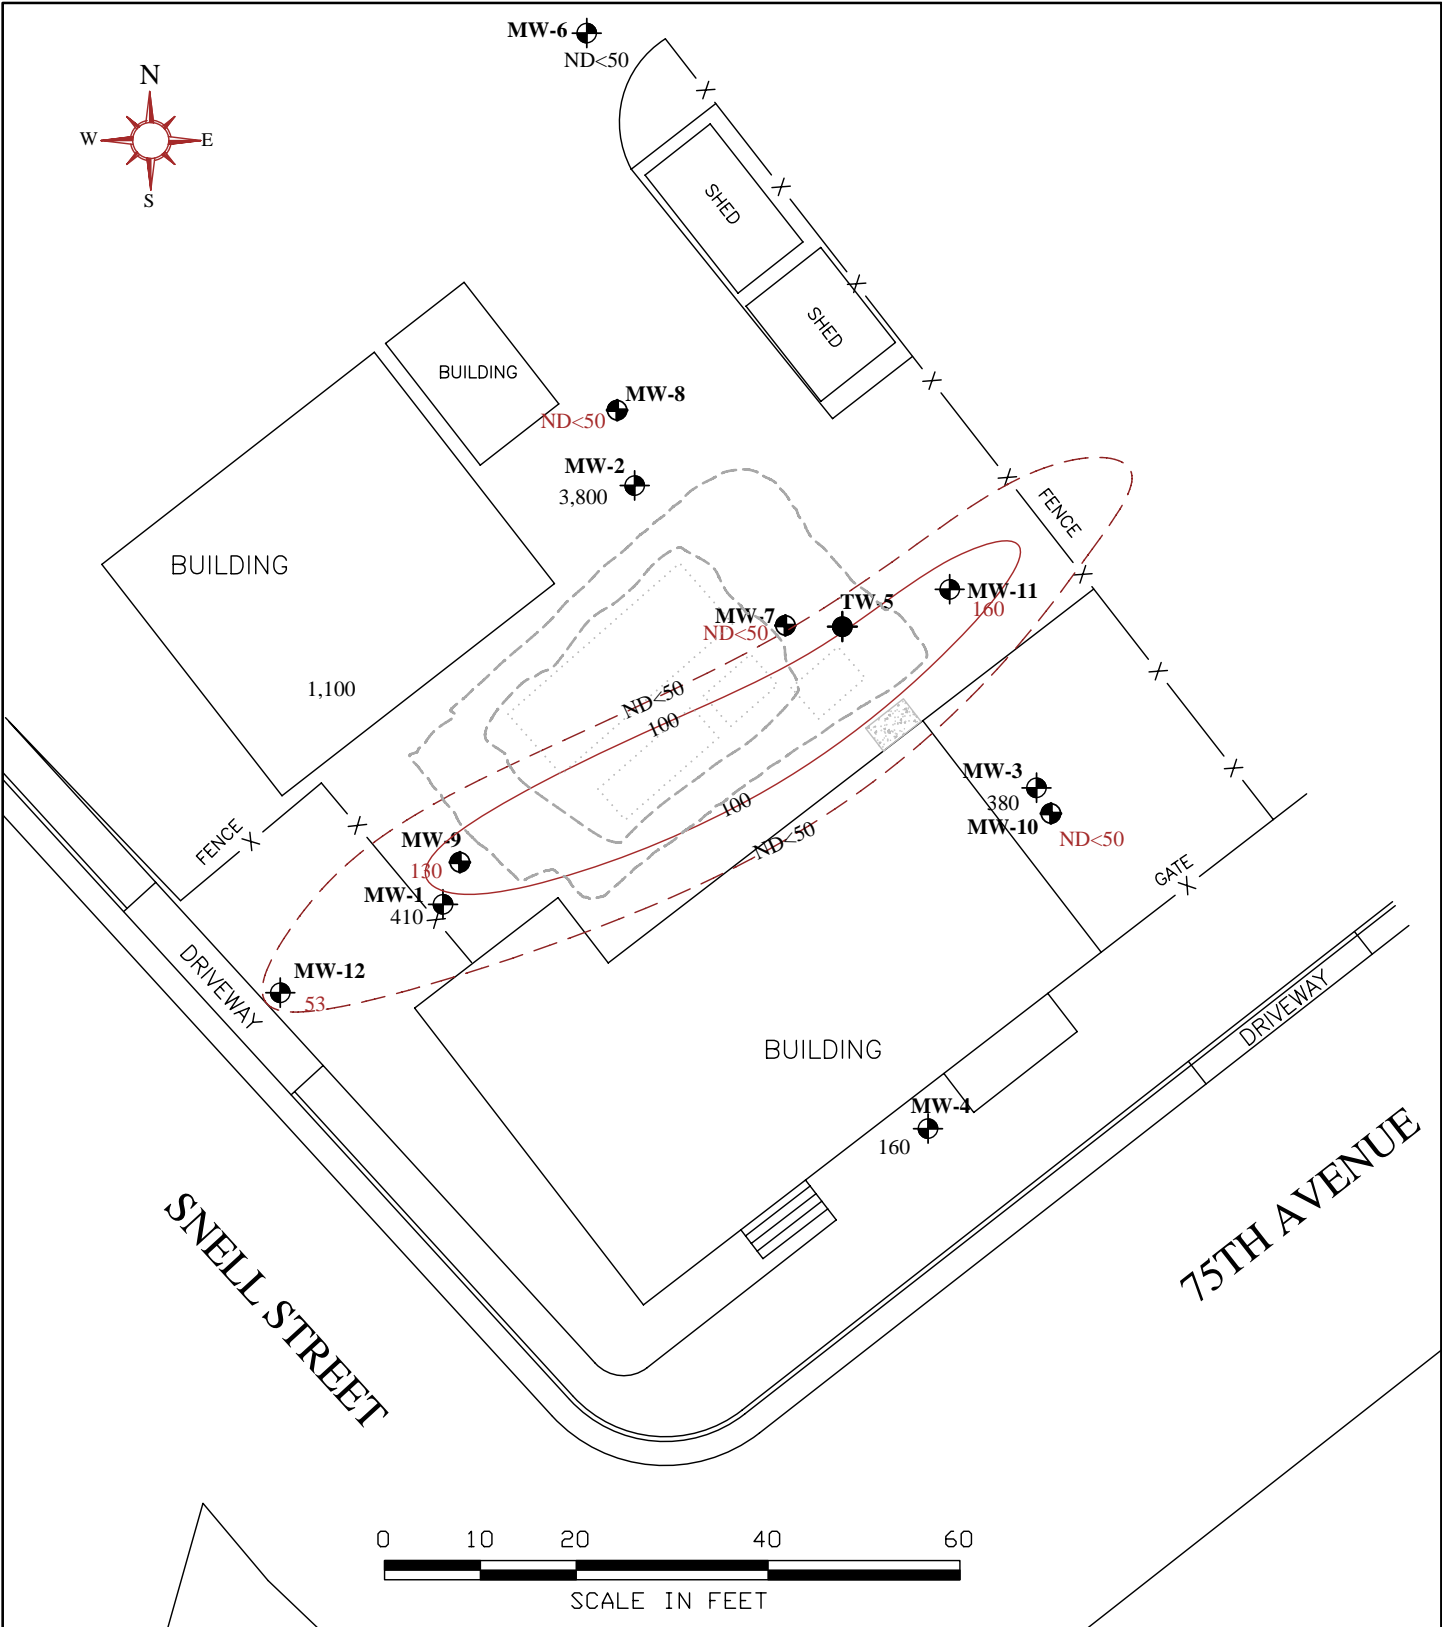 MW-6
ND<50
N
W
E
S
X
X
SHED
X
SHED
BUILDING
X
MW-8
ND<50
MW-2
3,800
X
FENCE
BUILDING
X
MW-11
160
TW-5
MW-7
ND<50
ND<50
100
1,100
X
X
MW-3
380
MW-10
ND<50
100
ND<50
FENCE
X
X
MW-9
130
MW-1
410
X
GATE
X
MW-12
53
DRIVEWAY
DRIVEWAY
BUILDING
MW-4
160
SNELL STREET
75TH AVENUE
0 10 20 40 60
SCALE IN FEET